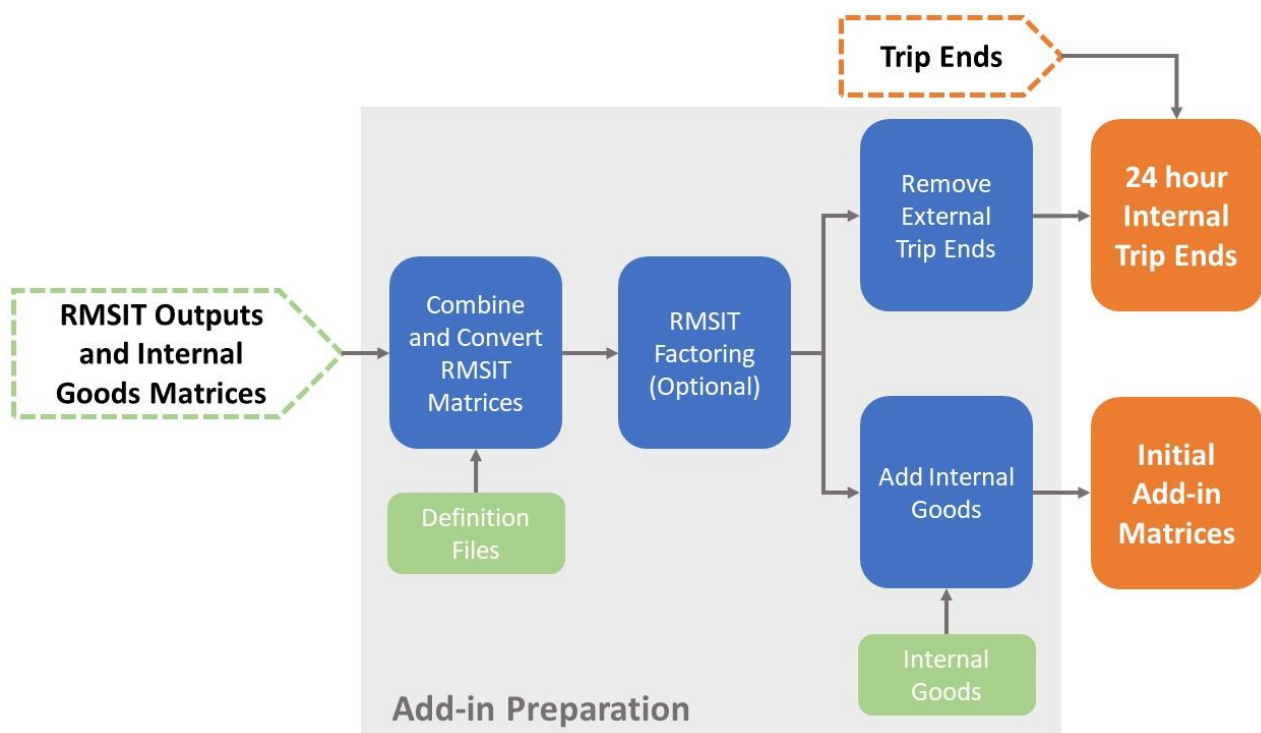 Trip Ends
RMSIT Outputs
and Internal
Goods Matrices
Combine
and Convert
RMSIT
Matrices
Definition
Files
RMSIT
Factoring
(Optional)
Remove
External
Trip Ends
24 hour
Internal
Trip Ends
Add Internal
Goods
Internal
Goods
Initial
Add-in
Matrices
Add-in Preparation